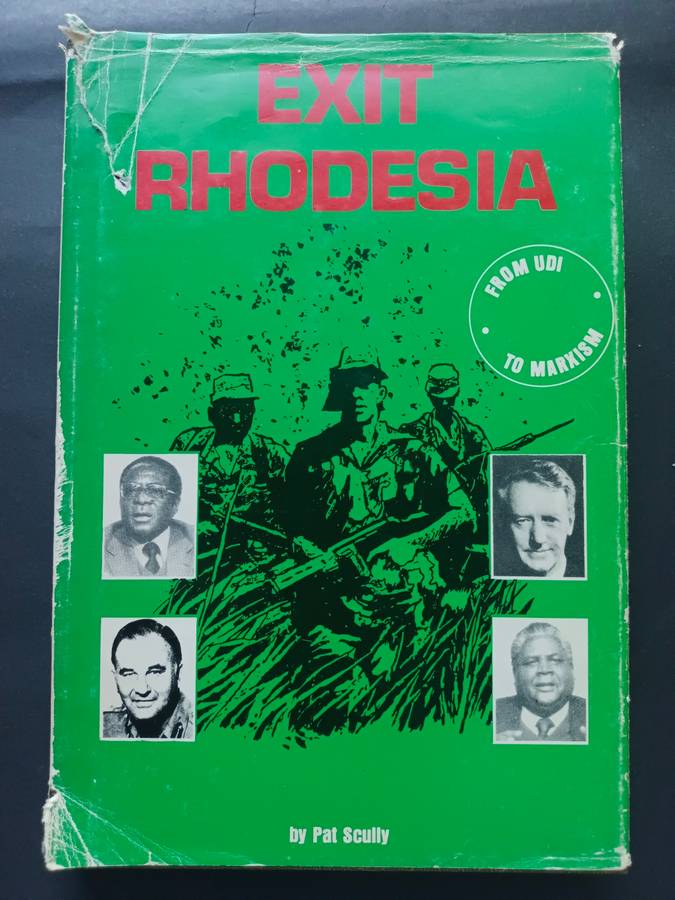 EXIT
RHODESIA
FROM UDI
TO MARXISM
by Pat Scully